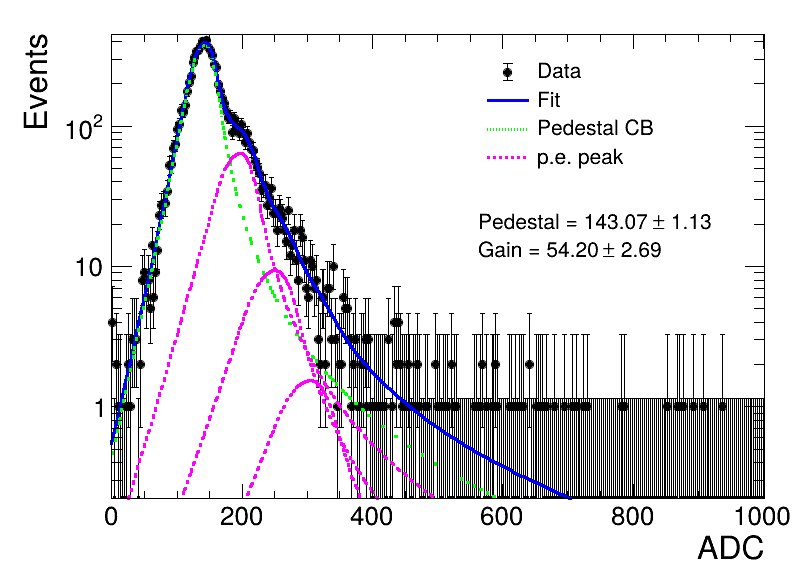 Events
10²
10
1
Data
Fit
Pedestal CB
p.e. peak
Pedestal = 143.07 ± 1.13
Gain = 54.20 ± 2.69
0 200 400 600 800 1000
ADC